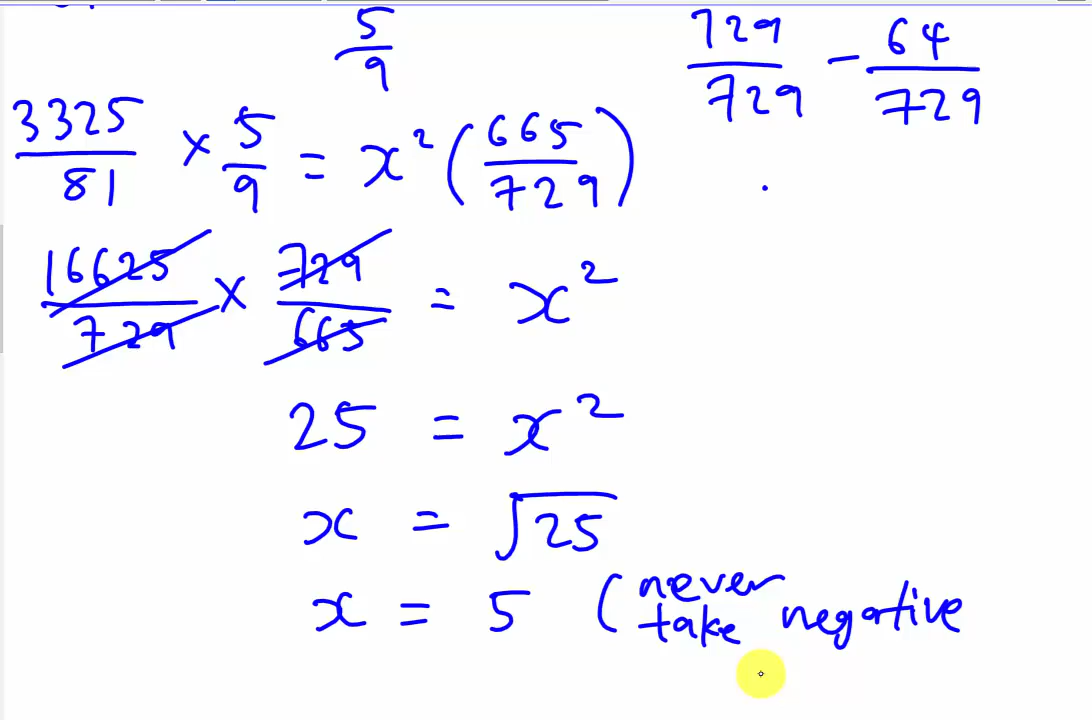 5/9
729/729 - 64/729
3325/81 × 5/9 = x² (665/729)
16625/729 × 729/665 = x²
25 = x²
x = √25
x = 5 (never take negative